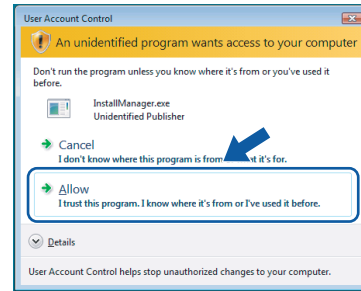 User Account Control
An unidentified program wants access to your computer
Don't run the program unless you know where it's from or you've used it
before.
InstallManager.exe
Unidentified Publisher
Cancel
I don't know where this program is from it's for.
Allow
I trust this program. I know where it's from or I've used it before.
Details
User Account Control helps stop unauthorized changes to your computer.